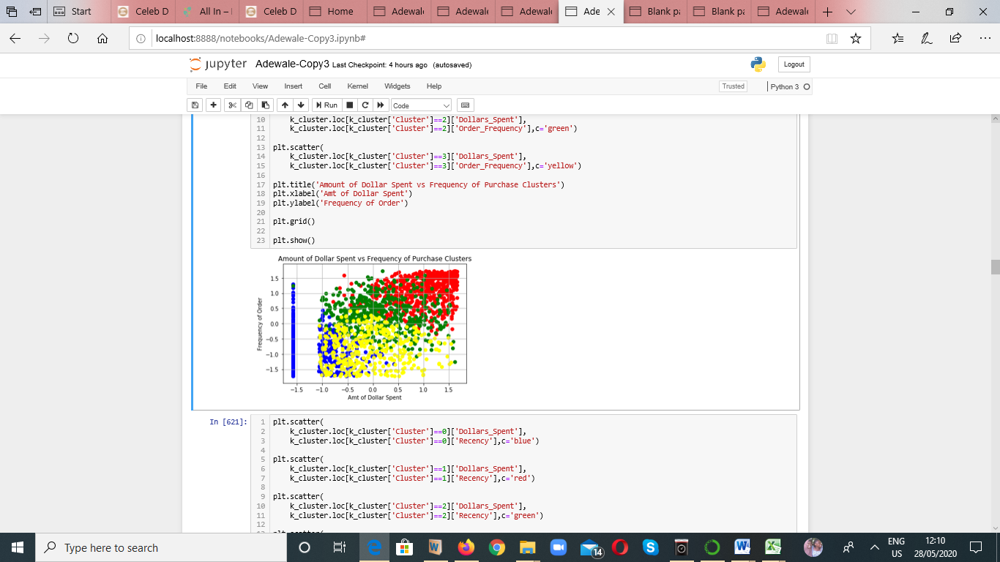 Start Celeb D All In – Celeb D Home Adewale Adewale Adewale Ade Blank pa Blank pa Adewale
localhost:8888/notebooks/Adewale-Copy3.ipynb#
jupyter Adewale-Copy3 Last Checkpoint: 4 hours ago (autosaved) Logout
File Edit View Insert Cell Kernel Widgets Help Trusted Python 3
Run Code
10 k_cluster.loc[k_cluster['Cluster']==2]['Dollars_Spent'],
11 k_cluster.loc[k_cluster['Cluster']==2]['Order_Frequency'],c='green')
12
13 plt.scatter(
14 k_cluster.loc[k_cluster['Cluster']==3]['Dollars_Spent'],
15 k_cluster.loc[k_cluster['Cluster']==3]['Order_Frequency'],c='yellow')
16
17 plt.title('Amount of Dollar Spent vs Frequency of Purchase Clusters')
18 plt.xlabel('Amt of Dollar Spent')
19 plt.ylabel('Frequency of Order')
20
21 plt.grid()
22
23 plt.show()
Amount of Dollar Spent vs Frequency of Purchase Clusters
Frequency of Order
1.5
1.0
0.5
0.0
−0.5
−1.0
−1.5
−1.5 −1.0 −0.5 0.0 0.5 1.0 1.5
Amt of Dollar Spent
In [621]:
1 plt.scatter(
2 k_cluster.loc[k_cluster['Cluster']==0]['Dollars_Spent'],
3 k_cluster.loc[k_cluster['Cluster']==0]['Recency'],c='blue')
4
5 plt.scatter(
6 k_cluster.loc[k_cluster['Cluster']==1]['Dollars_Spent'],
7 k_cluster.loc[k_cluster['Cluster']==1]['Recency'],c='red')
8
9 plt.scatter(
10 k_cluster.loc[k_cluster['Cluster']==2]['Dollars_Spent'],
11 k_cluster.loc[k_cluster['Cluster']==2]['Recency'],c='green')
12
Type here to search
14
ENG
US
12:10
28/05/2020